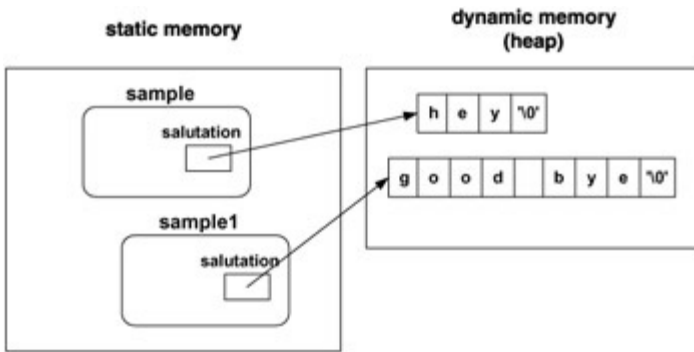 static memory
dynamic memory
(heap)
sample
salutation
h e y '\0'
g o o d b y e '\0'
sample1
salutation